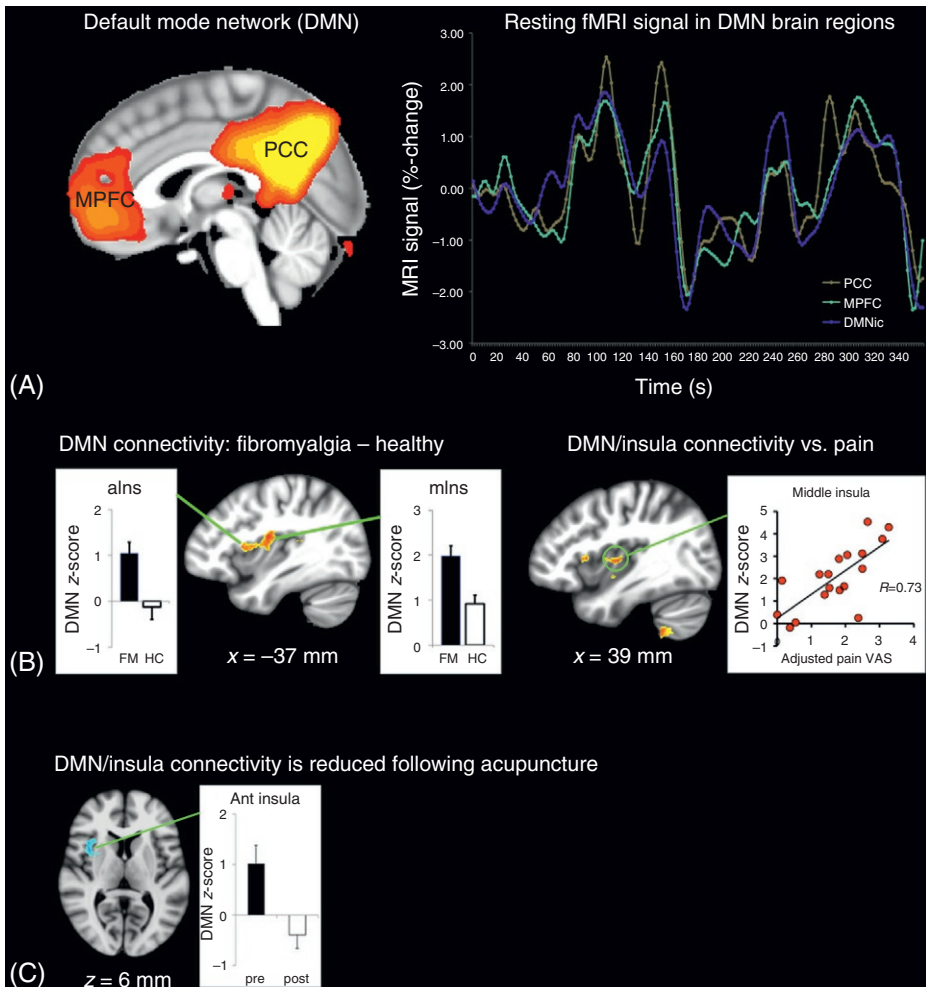 Default mode network (DMN)
PCC
MPFC
Resting fMRI signal in DMN brain regions
MRI signal (%-change)
3.00
2.00
1.00
0.00
-1.00
-2.00
-3.00
PCC
MPFC
DMNic
0 20 40 60 80 100 120 140 160 180 200 220 240 260 280 300 320 340
Time (s)
(A)
DMN connectivity: fibromyalgia – healthy
aIns
DMN z-score
2
1
0
−1
FM HC
x = −37 mm
mIns
DMN z-score
3
2
1
0
FM HC
DMN/insula connectivity vs. pain
x = 39 mm
Middle insula
DMN z-score
5
4
3
2
1
0
−1
R=0.73
0 1 2 3 4
Adjusted pain VAS
(B)
DMN/insula connectivity is reduced following acupuncture
z = 6 mm
Ant insula
DMN z-score
2
1
0
−1
pre post
(C)